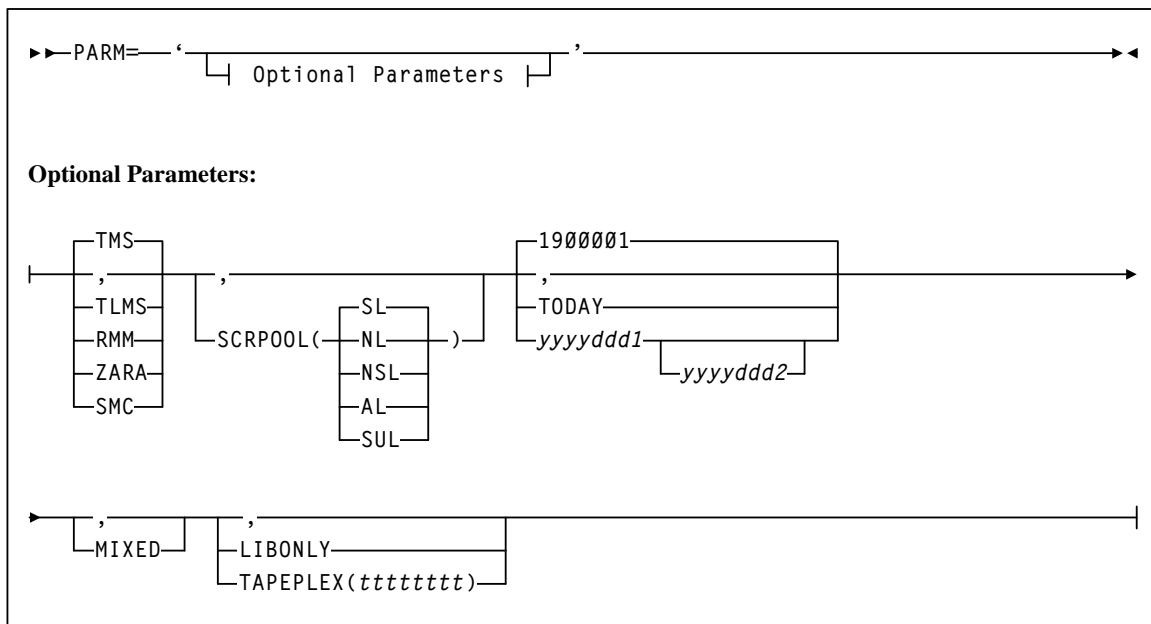 PARM= ‘ ’
Optional Parameters
Optional Parameters:
TMS
,
TLMS
RMM
ZARA
SMC
,
SCRPOOL( )
SL
NL
NSL
AL
SUL
19ØØØØ1
,
TODAY
yyyyddd1
yyyyddd2
,
MIXED
,
LIBONLY
TAPEPLEX(tttttttt)